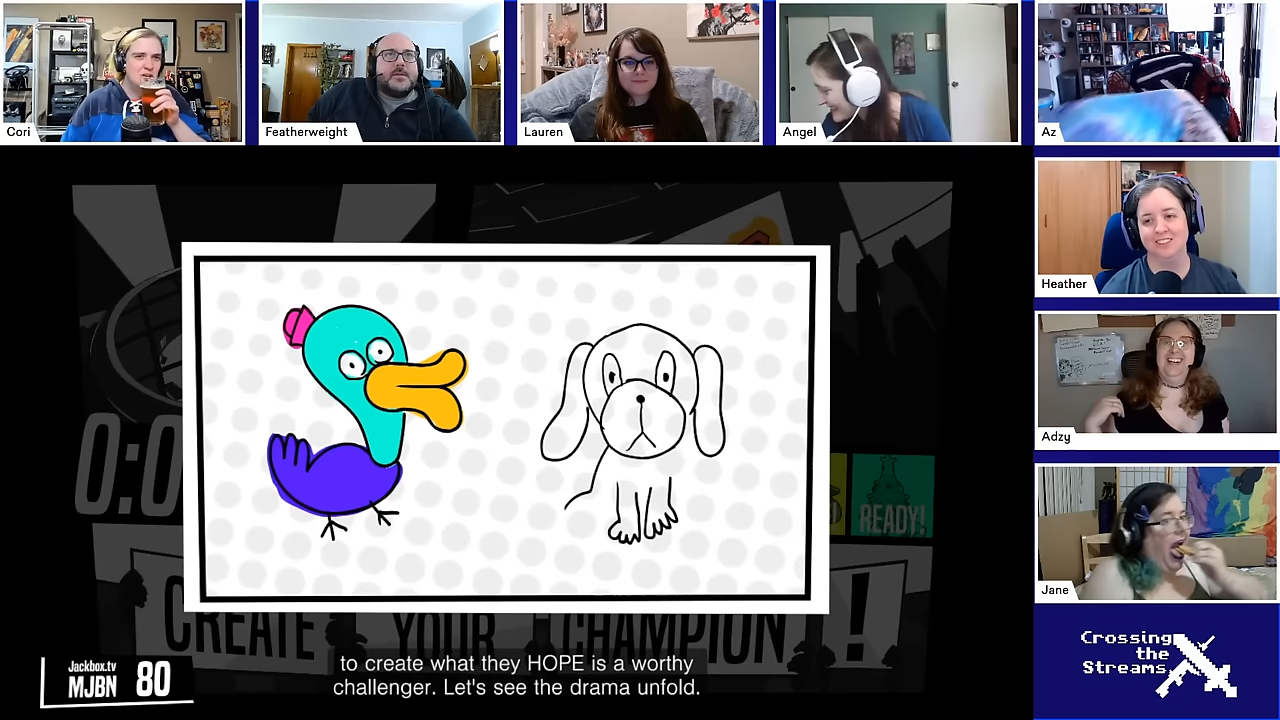 Cori
Featherweight
Lauren
Angel
Az
Heather
Adzy
Jane
0:0
READY!
CREATE YOUR CHAMPION!
to create what they HOPE is a worthy
challenger. Let's see the drama unfold.
Jackbox.tv
MJBN 80
Crossing
the
Streams